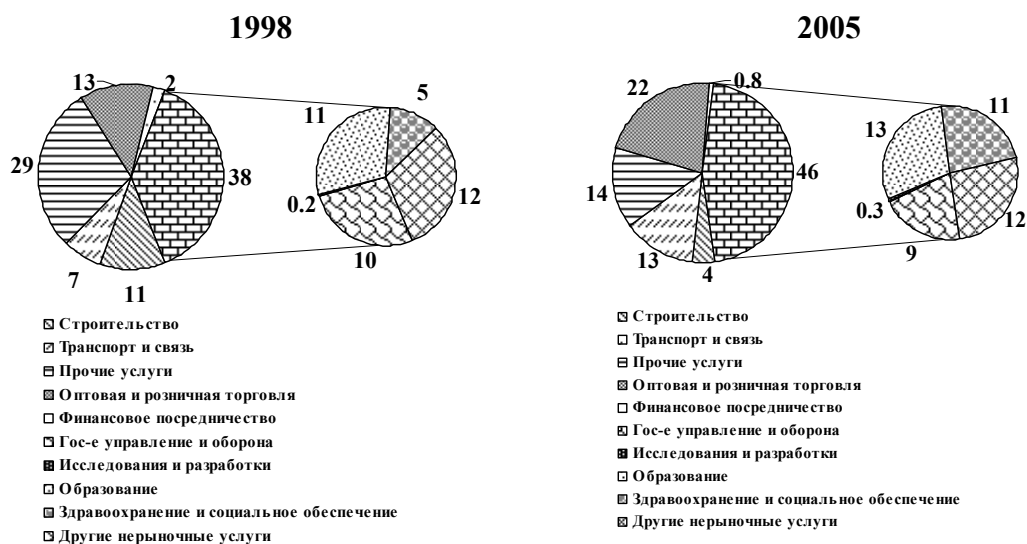 1998
2005
13
2
29
38
7
11
11
5
12
10
0.2
22
0.8
14
46
13
4
13
11
12
9
0.3
Строительство
Транспорт и связь
Прочие услуги
Оптовая и розничная торговля
Финансовое посредничество
Гос-е управление и оборона
Исследования и разработки
Образование
Здравоохранение и социальное обеспечение
Другие нерыночные услуги
Строительство
Транспорт и связь
Прочие услуги
Оптовая и розничная торговля
Финансовое посредничество
Гос-е управление и оборона
Исследования и разработки
Образование
Здравоохранение и социальное обеспечение
Другие нерыночные услуги